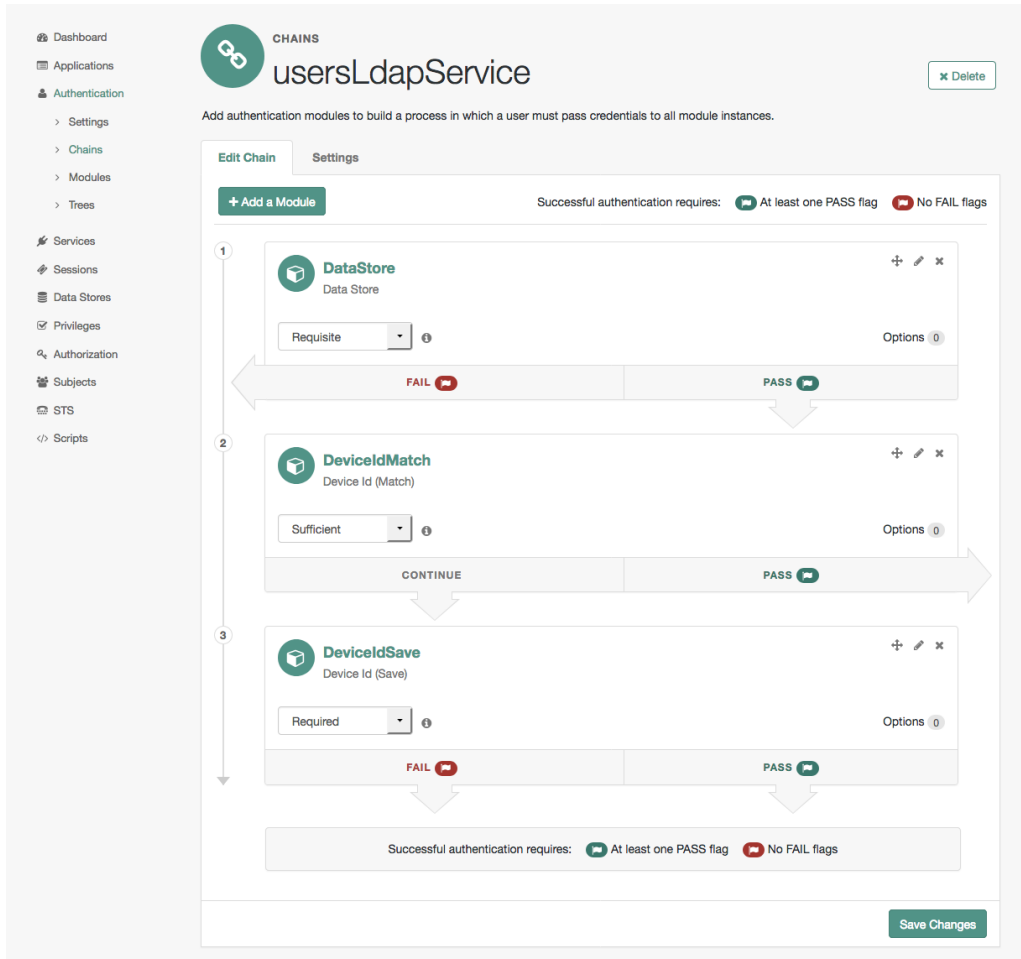 Dashboard
Applications
Authentication
Settings
Chains
Modules
Trees
Services
Sessions
Data Stores
Privileges
Authorization
Subjects
STS
Scripts
CHAINS
usersLdapService
Delete
Add authentication modules to build a process in which a user must pass credentials to all module instances.
Edit Chain Settings
+ Add a Module Successful authentication requires: At least one PASS flag No FAIL flags
1
DataStore
Data Store
Requisite Options 0
FAIL PASS
2
DeviceIdMatch
Device Id (Match)
Sufficient Options 0
CONTINUE PASS
3
DeviceIdSave
Device Id (Save)
Required Options 0
FAIL PASS
Successful authentication requires: At least one PASS flag No FAIL flags
Save Changes